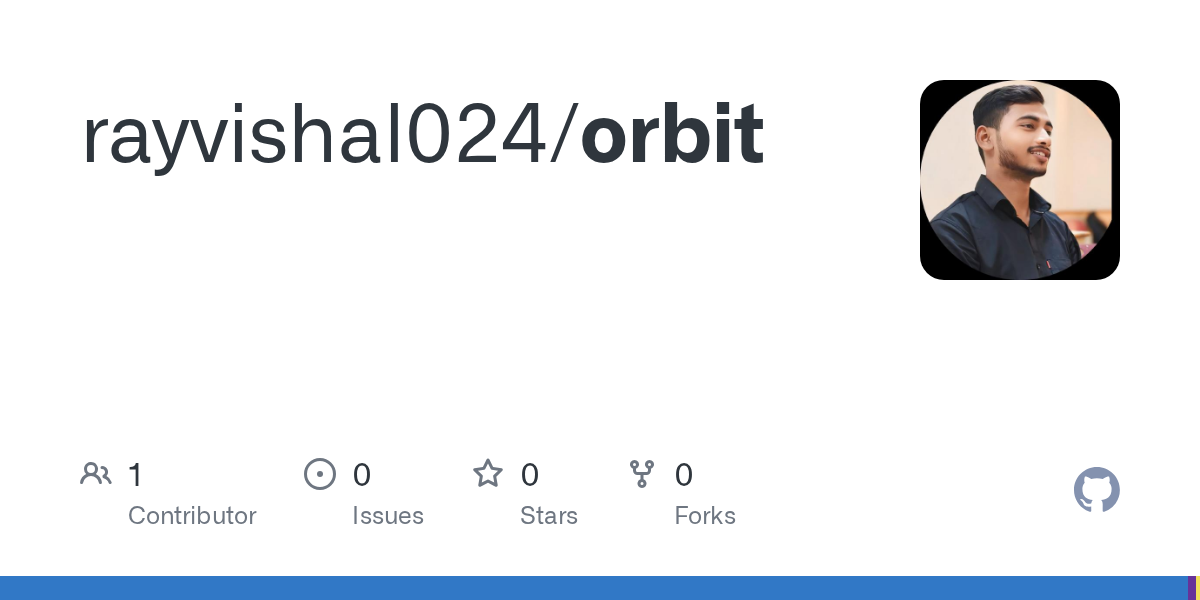 rayvishal024/orbit
1
Contributor
0
Issues
0
Stars
0
Forks